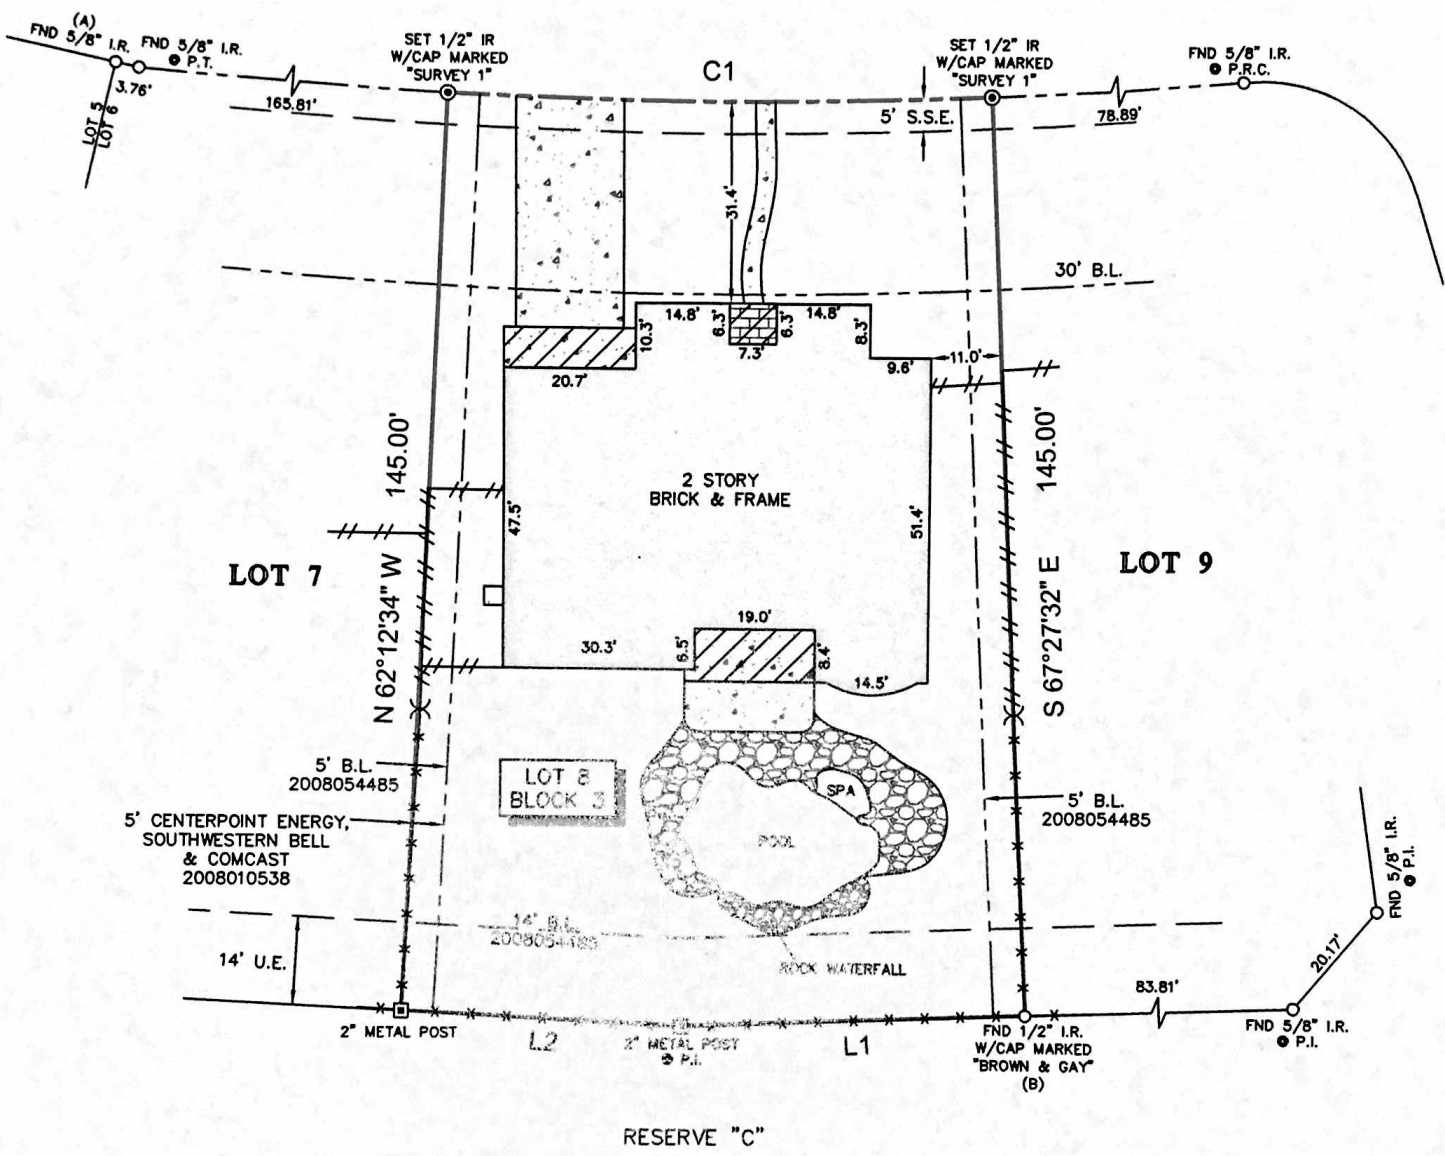 (A)
FND 5/8" I.R.
FND 5/8" I.R.
P.T.
3.76'
LOT 5
LOT 6
165.81'
SET 1/2" IR
W/CAP MARKED
"SURVEY 1"
C1
SET 1/2" IR
W/CAP MARKED
"SURVEY 1"
5' S.S.E.
FND 5/8" I.R.
P.R.C.
78.89'
31.4'
30' B.L.
14.8'
6.3'
6.3'
14.8'
10.3'
7.3'
8.3'
20.7'
9.6'
11.0'
145.00'
N 62°12'34" W
2 STORY
BRICK & FRAME
47.5'
51.4'
145.00'
S 67°27'32" E
LOT 7
LOT 9
19.0'
30.3'
6.5'
8.4'
14.5'
5' B.L.
2008054485
LOT 8
BLOCK 3
SPA
POOL
5' B.L.
2008054485
5' CENTERPOINT ENERGY,
SOUTHWESTERN BELL
& COMCAST
2008010538
14' B.L.
2008054485
14' U.E.
ROCK WATERFALL
FND 5/8" I.R.
P.I.
20.17'
83.81'
2" METAL POST
L2
2" METAL POST
P.I.
L1
FND 1/2" I.R.
W/CAP MARKED
"BROWN & GAY"
(B)
FND 5/8" I.R.
P.I.
RESERVE "C"